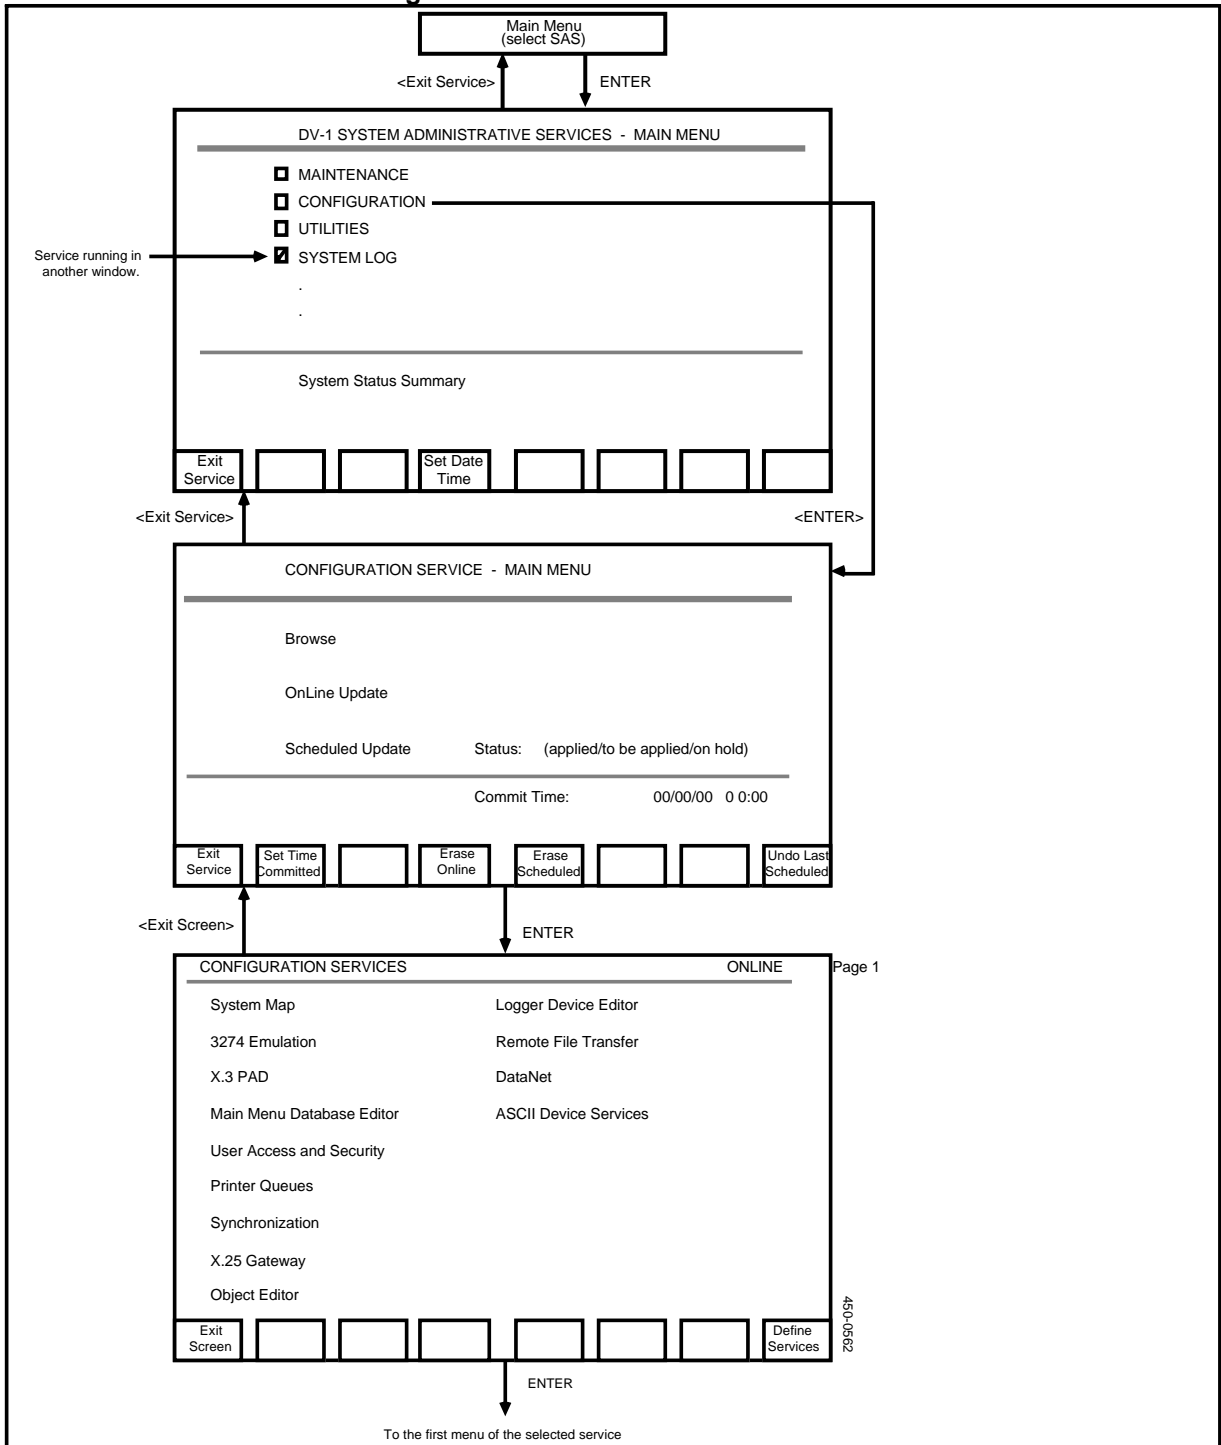 Main Menu
(select SAS)
<Exit Service>
ENTER
DV-1 SYSTEM ADMINISTRATIVE SERVICES - MAIN MENU
MAINTENANCE
CONFIGURATION
UTILITIES
Service running in
another window.
SYSTEM LOG
.
.
System Status Summary
Exit
Service
Set Date
Time
<Exit Service>
<ENTER>
CONFIGURATION SERVICE - MAIN MENU
Browse
OnLine Update
Scheduled Update Status: (applied/to be applied/on hold)
Commit Time: 00/00/00 0 0:00
Exit
Service
Set Time
Committed
Erase
Online
Erase
Scheduled
Undo Last
Scheduled
<Exit Screen>
ENTER
CONFIGURATION SERVICES ONLINE Page 1
System Map Logger Device Editor
3274 Emulation Remote File Transfer
X.3 PAD DataNet
Main Menu Database Editor ASCII Device Services
User Access and Security
Printer Queues
Synchronization
X.25 Gateway
Object Editor
Exit
Screen
Define
Services
450-0562
ENTER
To the first menu of the selected service